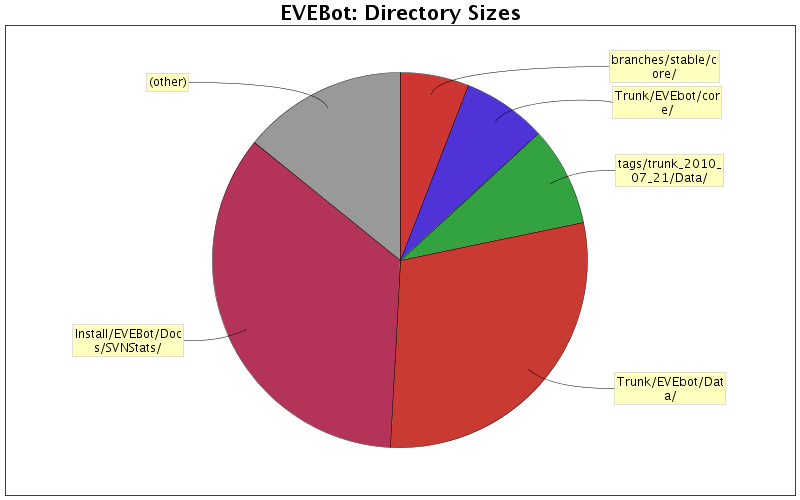 EVEBot: Directory Sizes
(other)
branches/stable/c
ore/
Trunk/EVEbot/cor
e/
tags/trunk_2010_
07_21/Data/
Install/EVEBot/Doc
s/SVNStats/
Trunk/EVEbot/Dat
a/